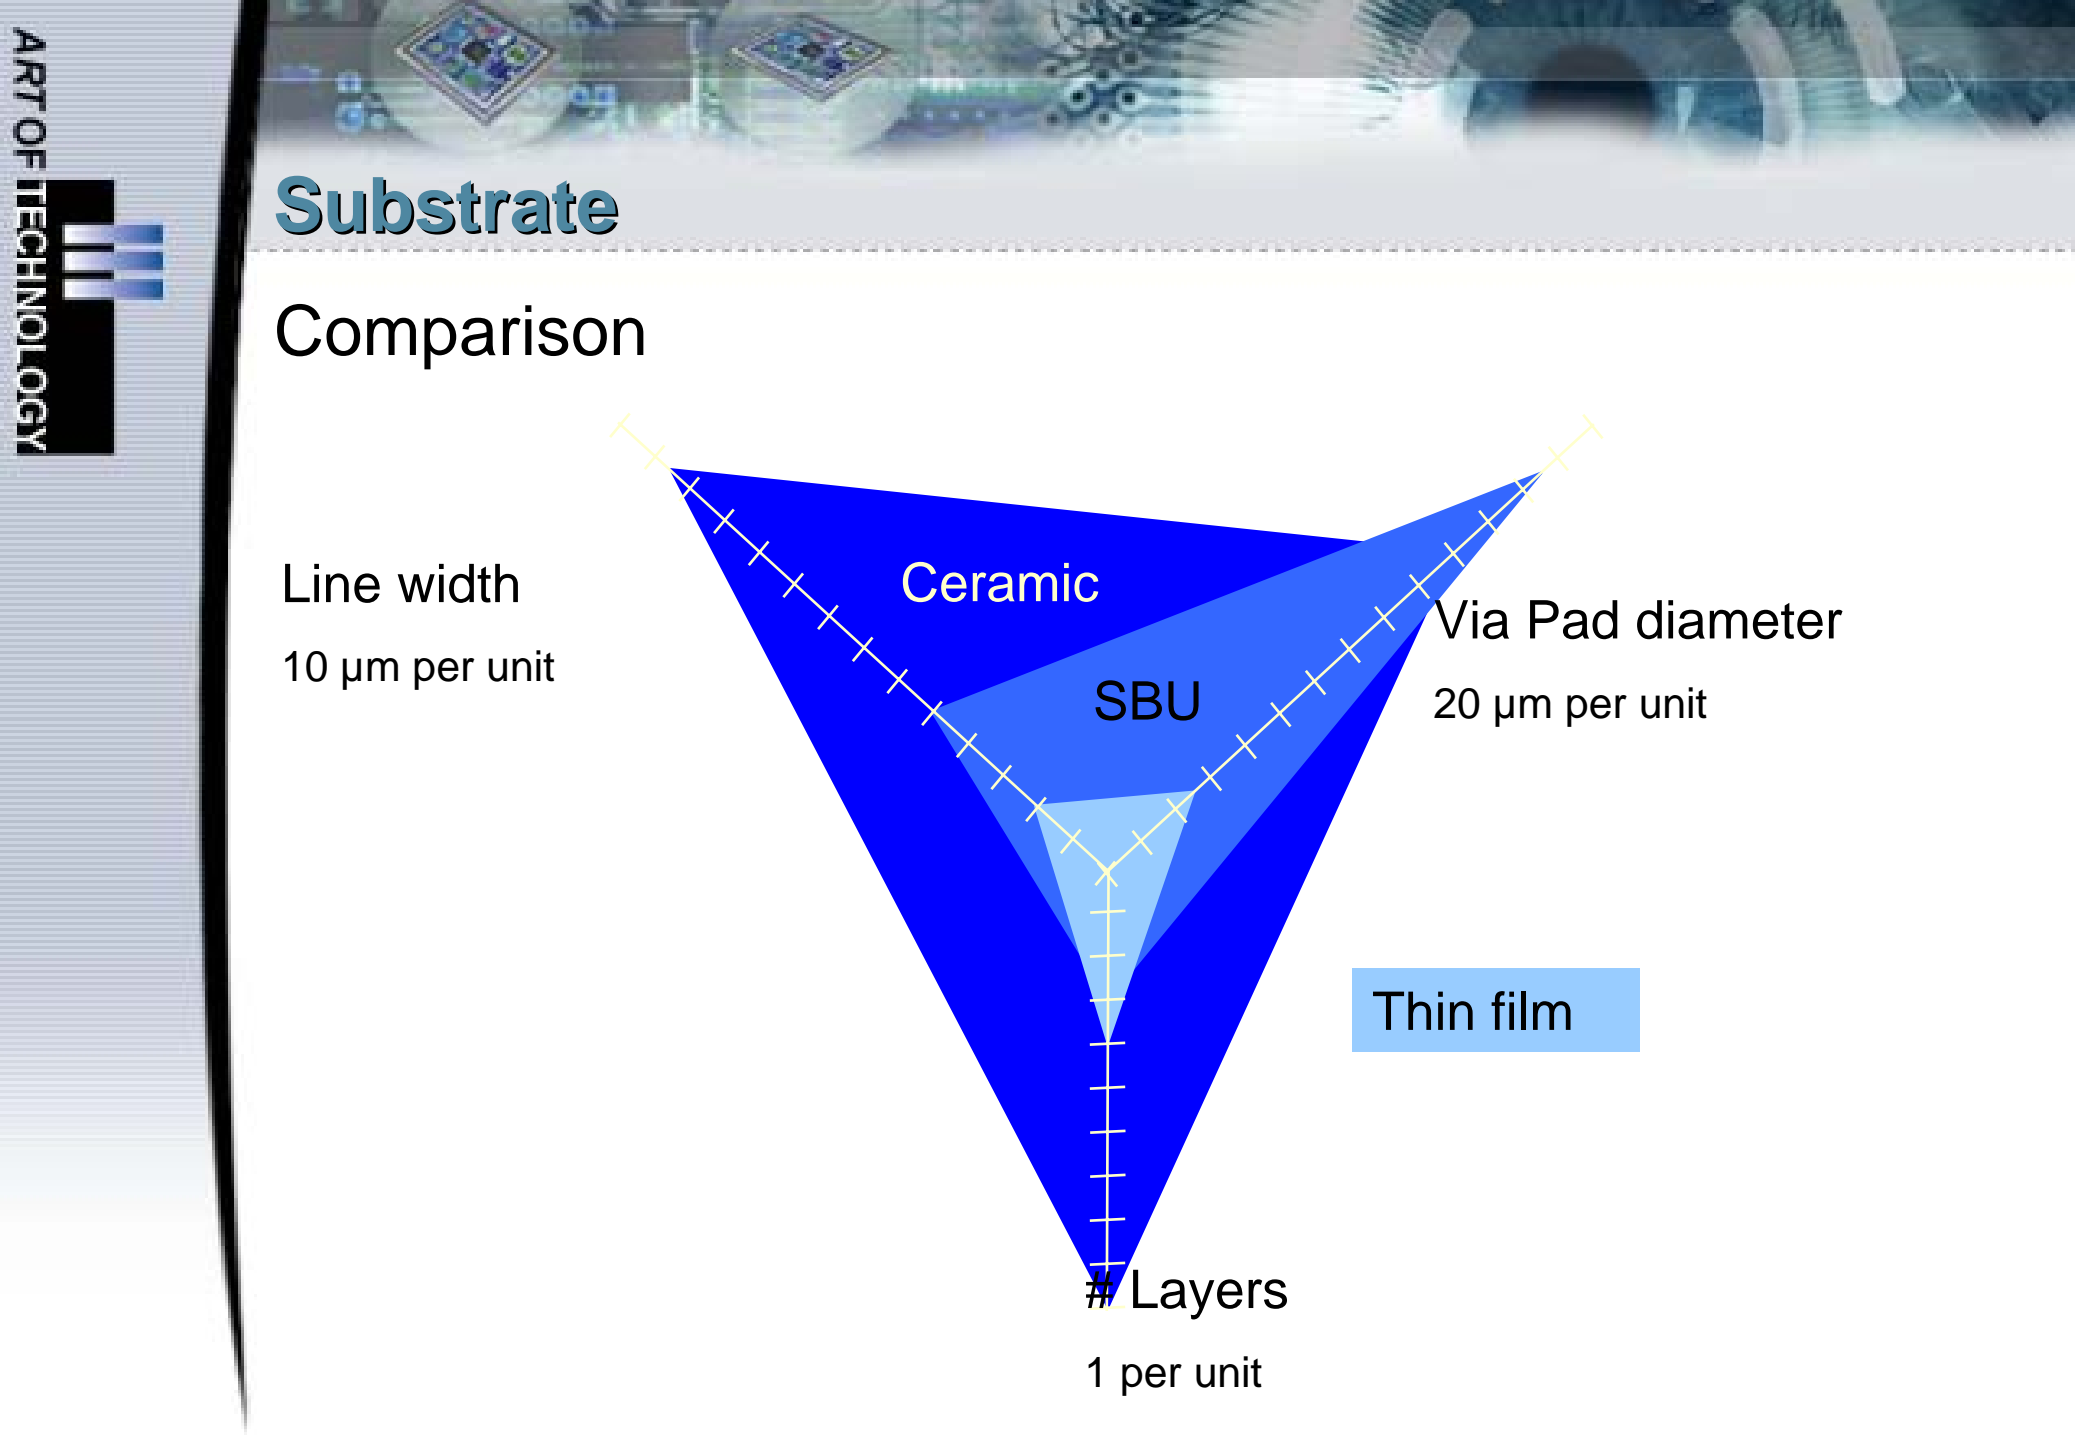 ART OF TECHNOLOGY
Substrate
Comparison
Line width
10 µm per unit
Ceramic
SBU
Via Pad diameter
20 µm per unit
Thin film
# Layers
1 per unit